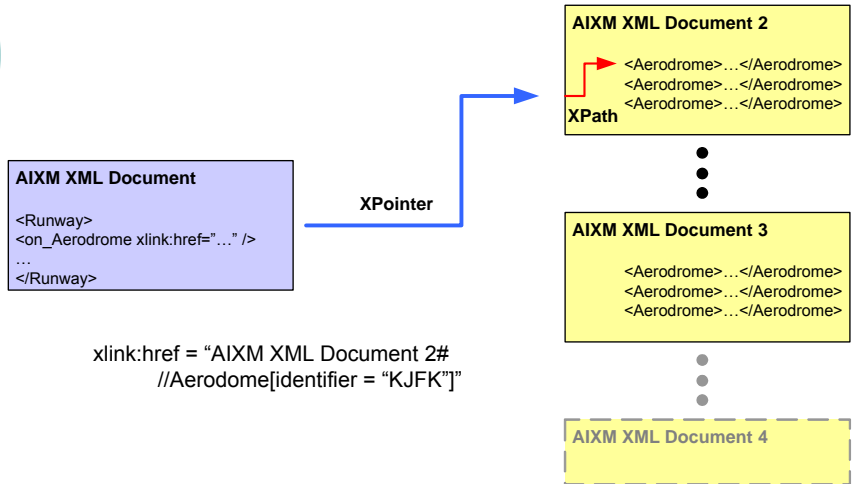 AIXM XML Document
<Runway>
<on_Aerodrome xlink:href="…" />
…
</Runway>
XPointer
xlink:href = “AIXM XML Document 2#
//Aerodome[identifier = “KJFK”]”
AIXM XML Document 2
<Aerodrome>…</Aerodrome>
<Aerodrome>…</Aerodrome>
<Aerodrome>…</Aerodrome>
XPath
AIXM XML Document 3
<Aerodrome>…</Aerodrome>
<Aerodrome>…</Aerodrome>
<Aerodrome>…</Aerodrome>
AIXM XML Document 4